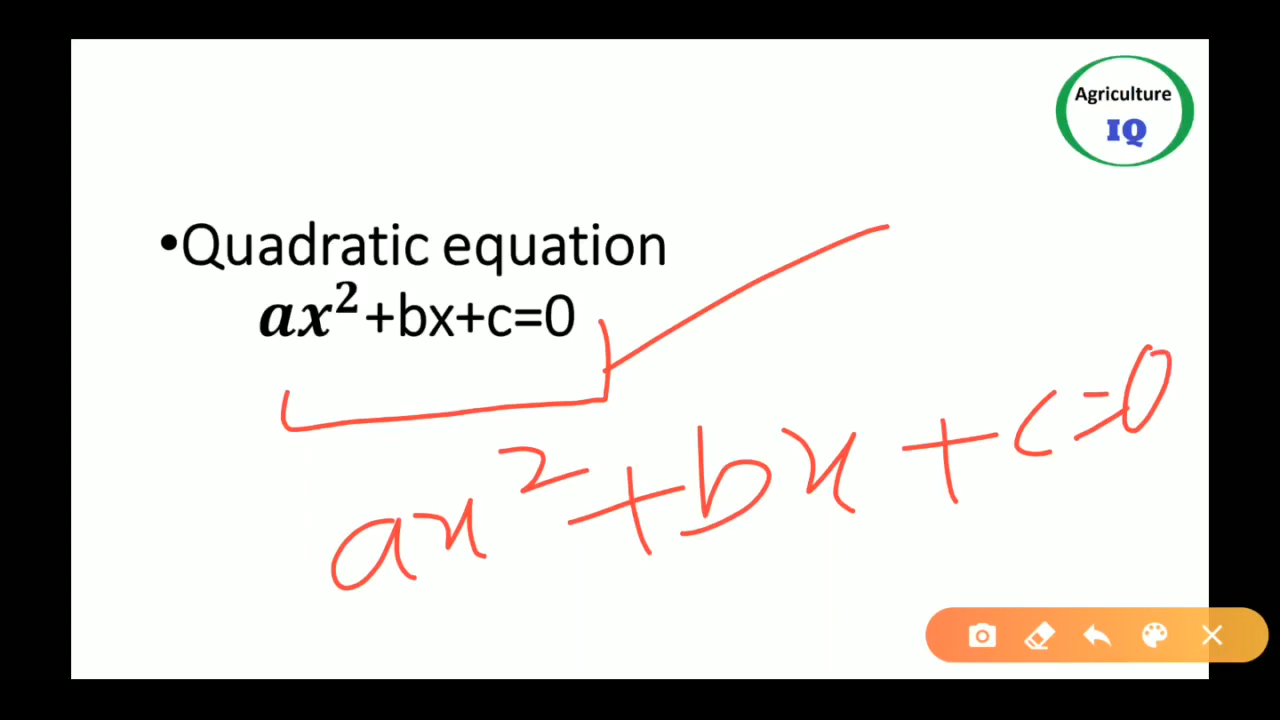 Agriculture
IQ
•Quadratic equation
ax²+bx+c=0
ax²+bx+c=0